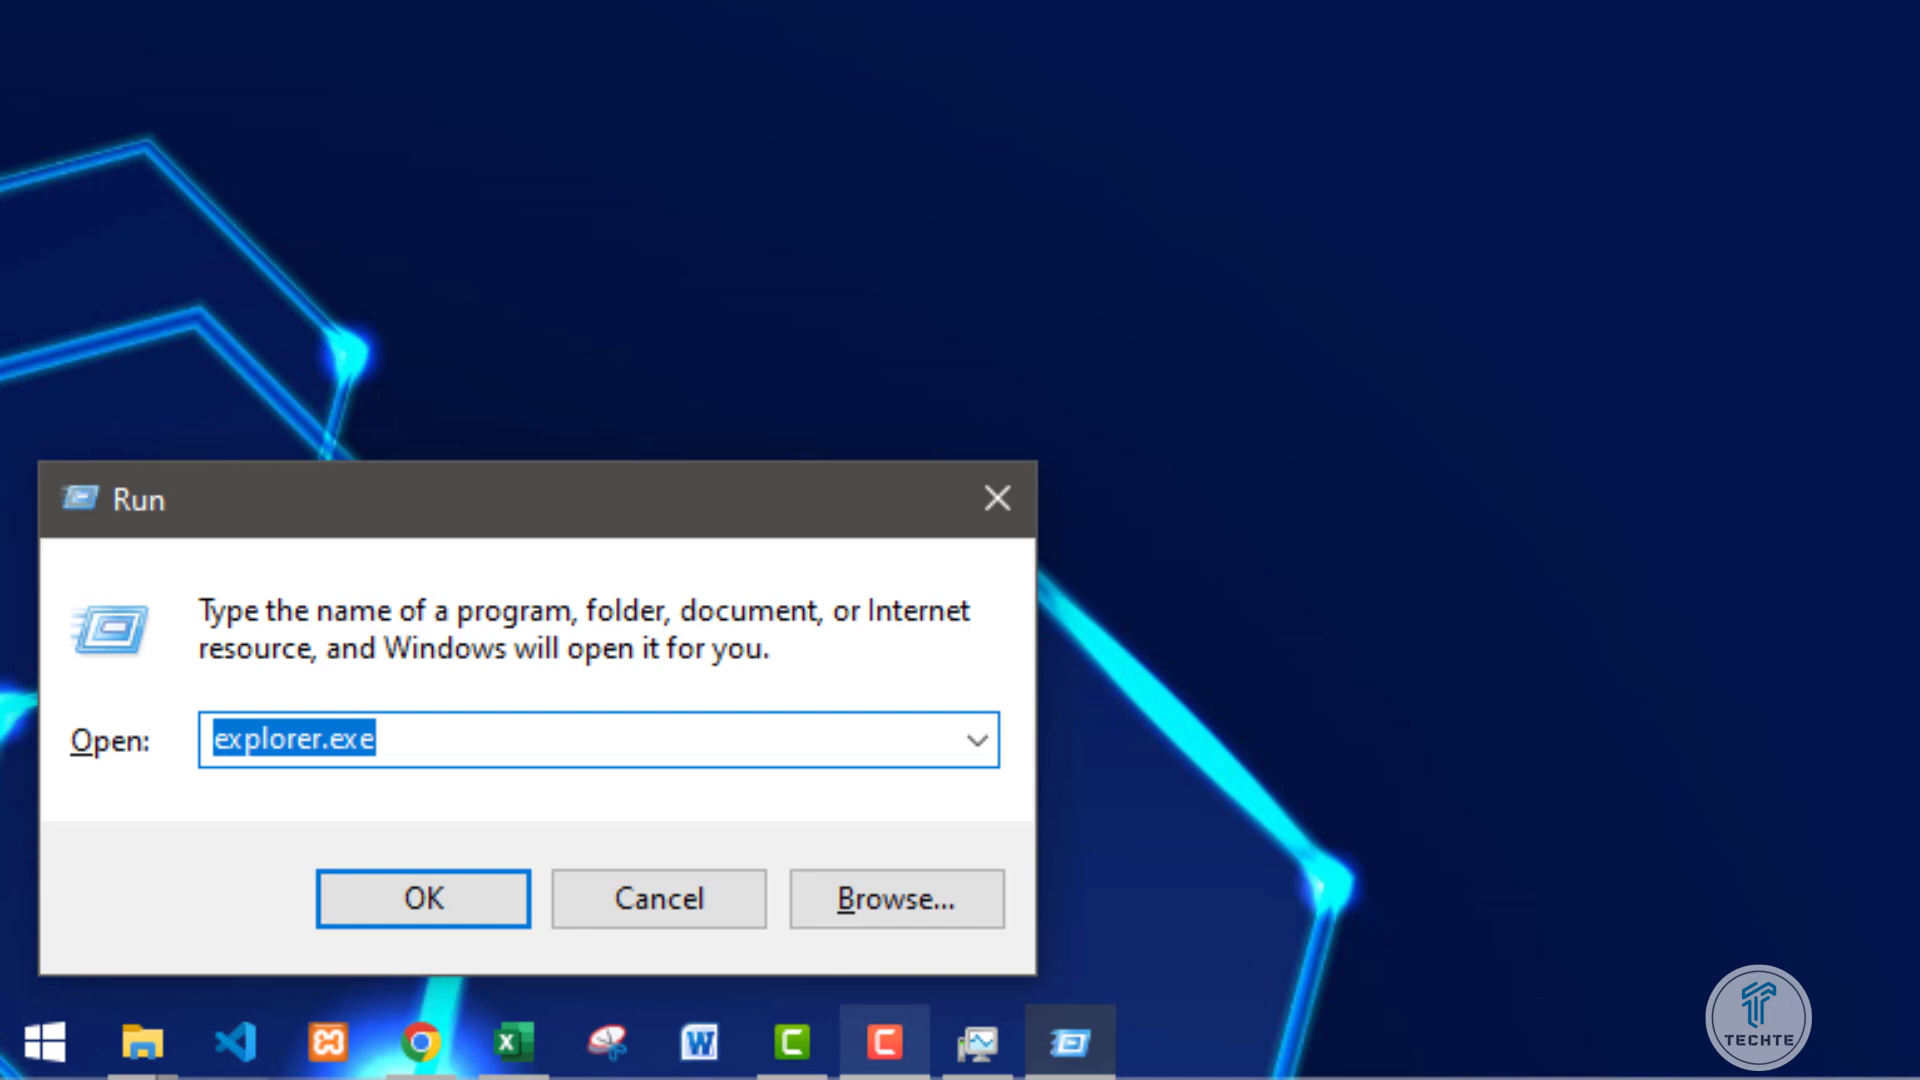 Run
Type the name of a program, folder, document, or Internet
resource, and Windows will open it for you.
Open:
explorer.exe
OK
Cancel
Browse...
TECHTE